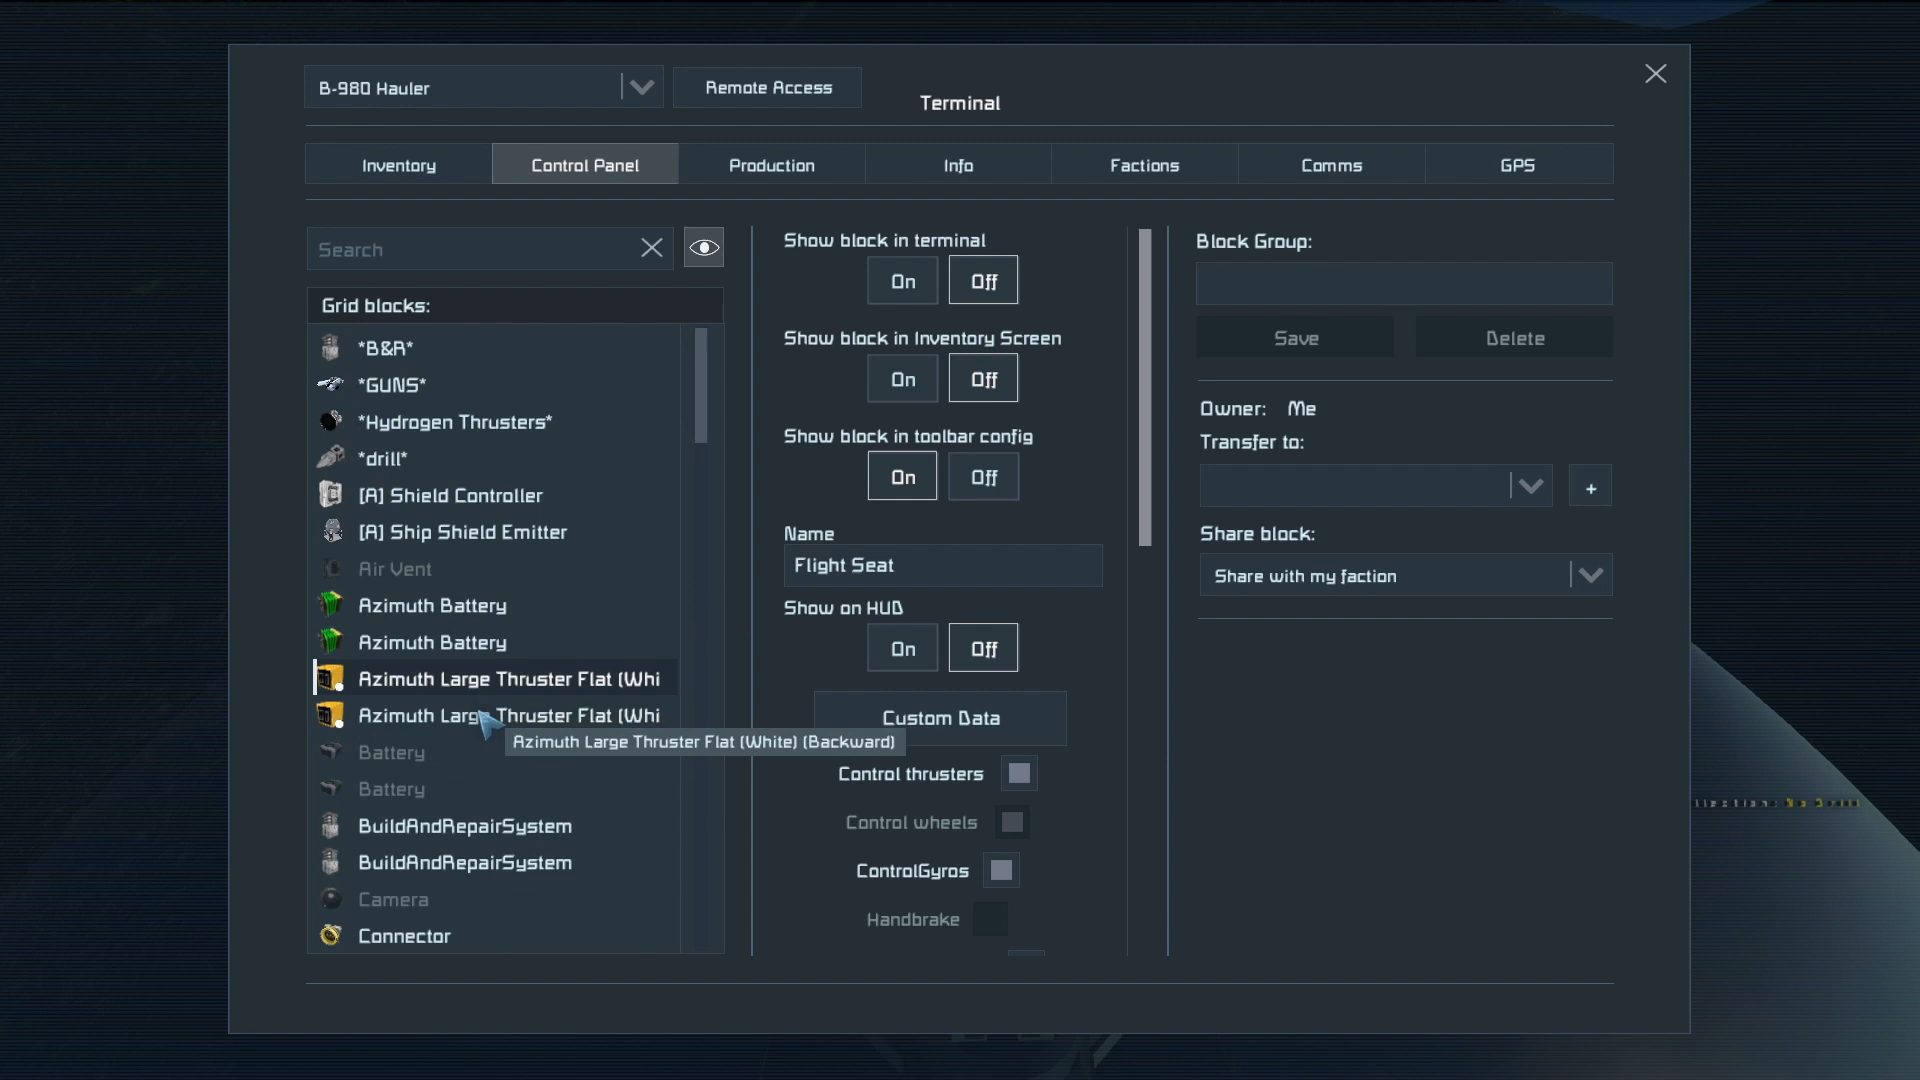 B-980 Hauler
Remote Access
Terminal
Inventory
Control Panel
Production
Info
Factions
Comms
GPS
Search
Grid blocks:
*B&R*
*GUNS*
*Hydrogen Thrusters*
*drill*
[A] Shield Controller
[A] Ship Shield Emitter
Air Vent
Azimuth Battery
Azimuth Battery
Azimuth Large Thruster Flat (Whi
Azimuth Large Thruster Flat (Whi
Azimuth Large Thruster Flat (White) (Backward)
Battery
Battery
BuildAndRepairSystem
BuildAndRepairSystem
Camera
Connector
Show block in terminal
On Off
Show block in Inventory Screen
On Off
Show block in toolbar config
On Off
Name
Flight Seat
Show on HUD
On Off
Custom Data
Control thrusters
Control wheels
ControlGyros
Handbrake
Block Group:
Save Delete
Owner: Me
Transfer to:
+
Share block:
Share with my faction